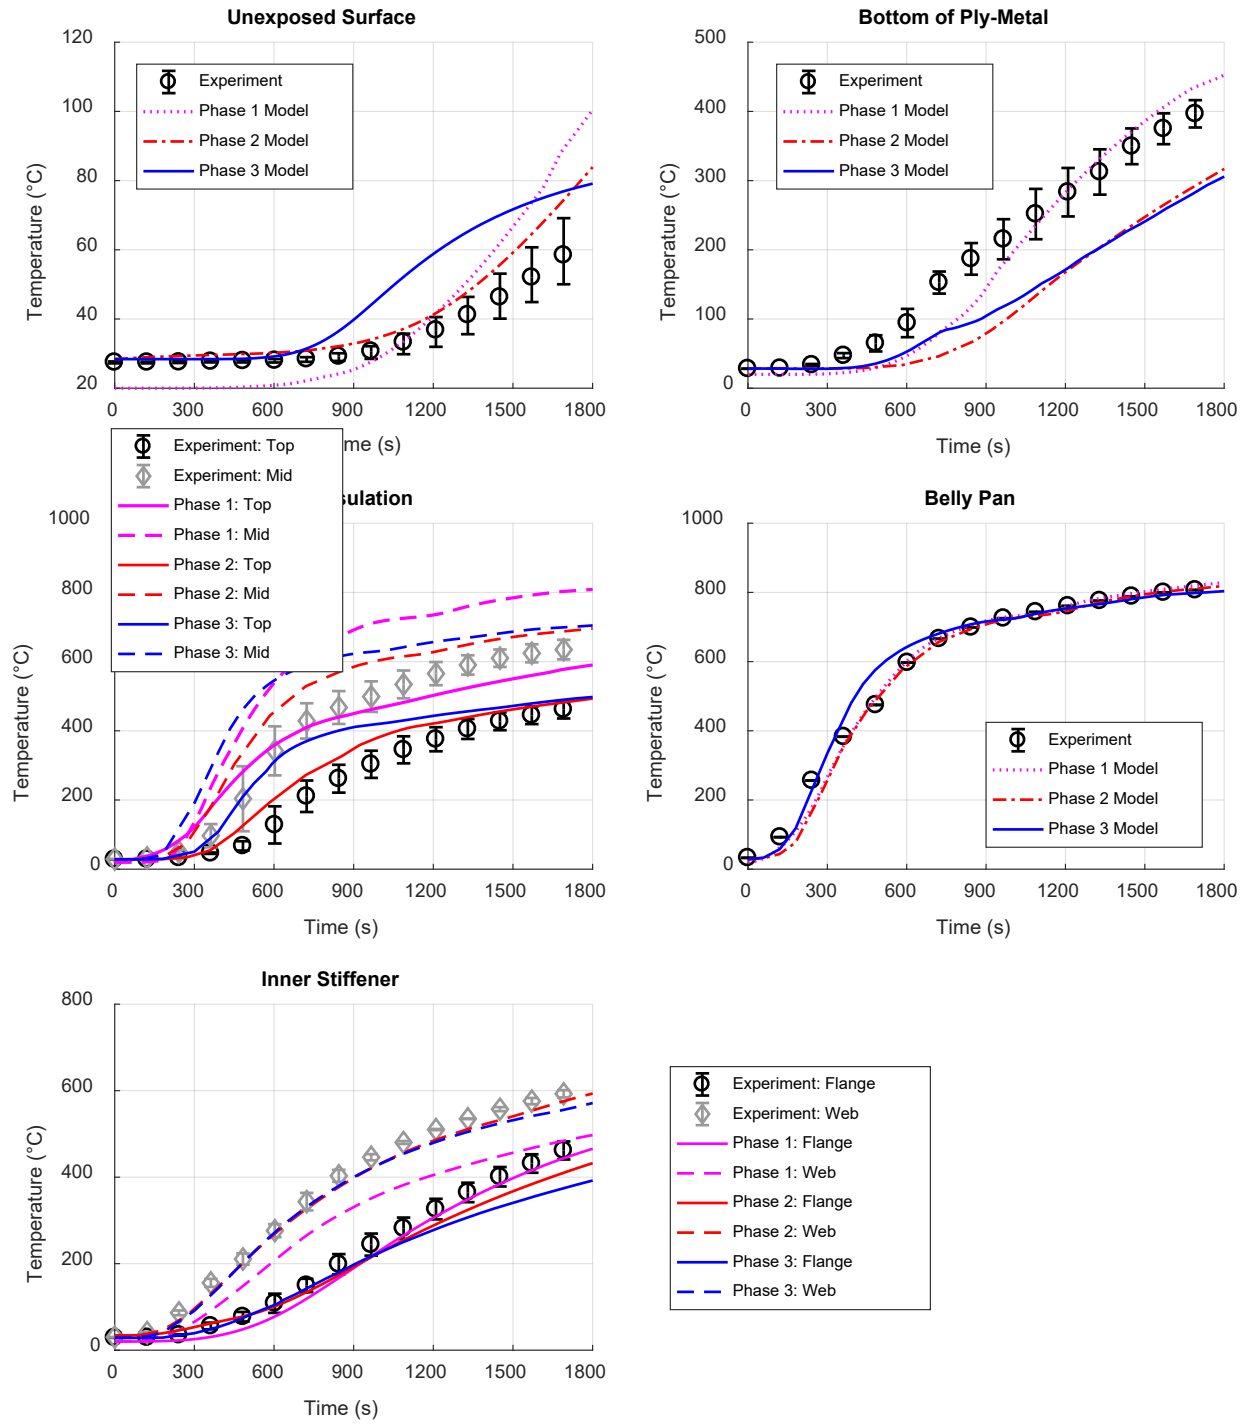 Unexposed Surface
120
100
80
60
40
20
Temperature (°C)
Experiment
Phase 1 Model
Phase 2 Model
Phase 3 Model
0 300 600 900 1200 1500 1800
me (s)
Bottom of Ply-Metal
500
400
300
200
100
0
Temperature (°C)
Experiment
Phase 1 Model
Phase 2 Model
Phase 3 Model
0 300 600 900 1200 1500 1800
Time (s)
sulation
1000
800
600
400
200
0
Temperature (°C)
Experiment: Top
Experiment: Mid
Phase 1: Top
Phase 1: Mid
Phase 2: Top
Phase 2: Mid
Phase 3: Top
Phase 3: Mid
0 300 600 900 1200 1500 1800
Time (s)
Belly Pan
1000
800
600
400
200
0
Temperature (°C)
Experiment
Phase 1 Model
Phase 2 Model
Phase 3 Model
0 300 600 900 1200 1500 1800
Time (s)
Inner Stiffener
800
600
400
200
0
Temperature (°C)
0 300 600 900 1200 1500 1800
Time (s)
Experiment: Flange
Experiment: Web
Phase 1: Flange
Phase 1: Web
Phase 2: Flange
Phase 2: Web
Phase 3: Flange
Phase 3: Web